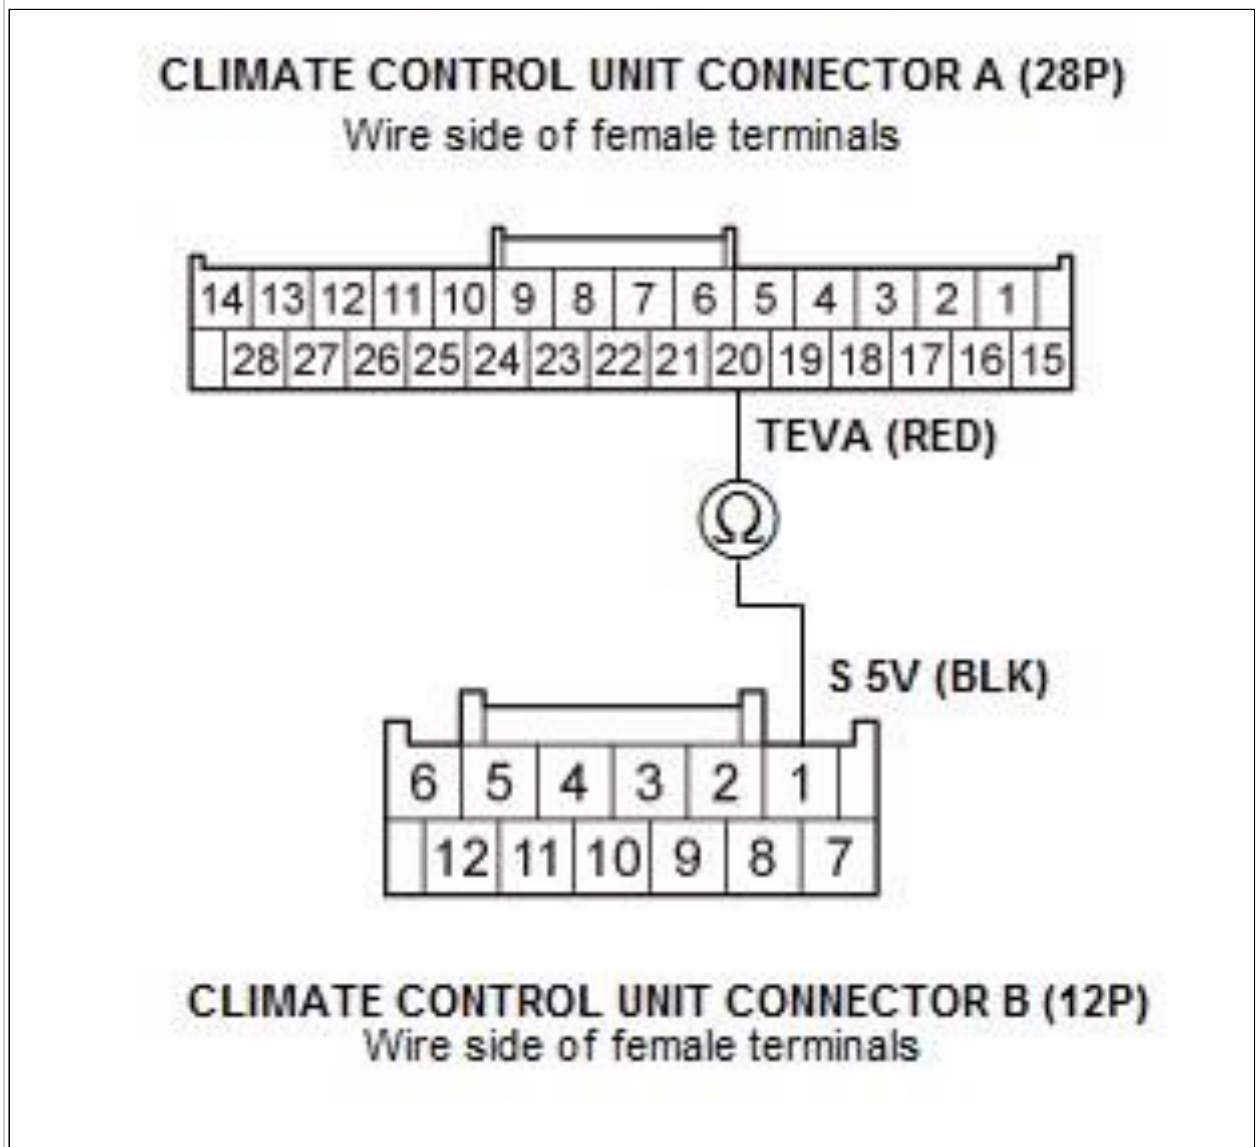 CLIMATE CONTROL UNIT CONNECTOR A (28P)
Wire side of female terminals
14 13 12 11 10 9 8 7 6 5 4 3 2 1
28 27 26 25 24 23 22 21 20 19 18 17 16 15
TEVA (RED)
Ω
S 5V (BLK)
6 5 4 3 2 1
12 11 10 9 8 7
CLIMATE CONTROL UNIT CONNECTOR B (12P)
Wire side of female terminals